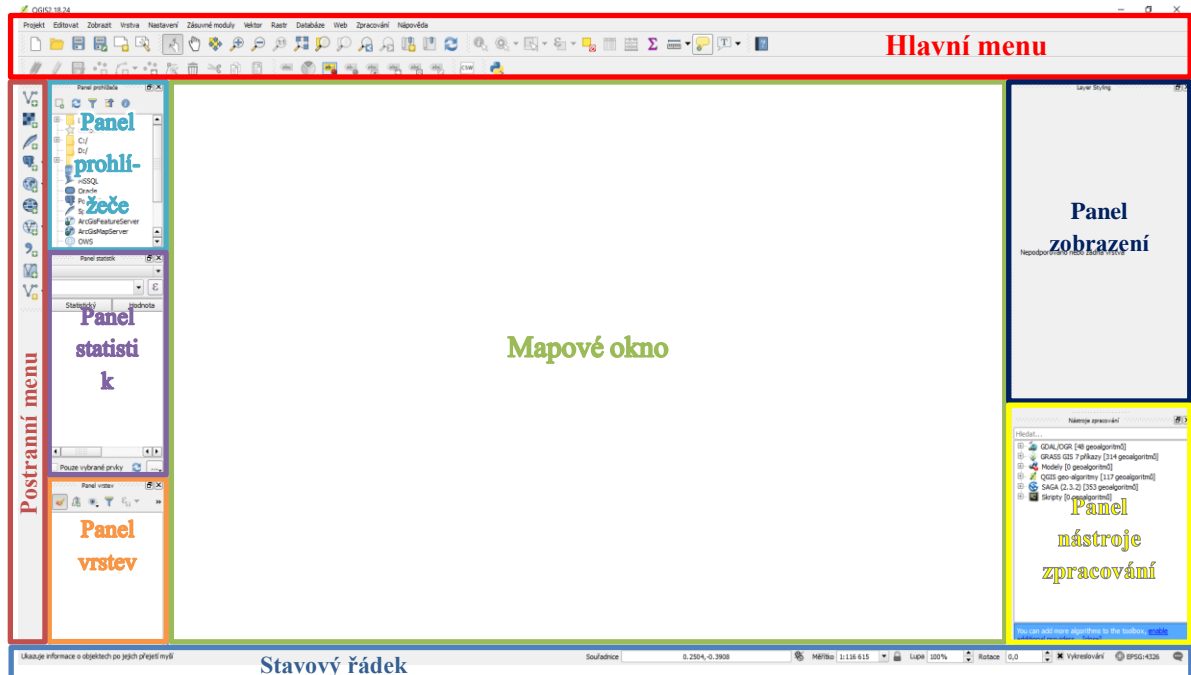 QGIS2.18.24
Projekt Editovat Zobrazit Vrstva Nastavení Zásuvné moduly Vektor Rastr Databáze Web Zpracování Nápověda
Hlavní menu
CSW
Postranní menu
Panel prohlížeče
C:/
D:/
MSSQL
Oracle
ArcGisFeatureServer
ArcGisMapServer
OWS
Panel
prohlí-
žeče
Panel statistik
ε
Statistický Hodnota
Panel
statisti
k
Pouze vybrané prvky ...
Panel vrstev
Panel
vrstev
Mapové okno
Layer Styling
Panel
zobrazení
Nepodporováno nebo žádná vrstva
Nástroje zpracování
Hledat...
GDAL/OGR [48 geoalgoritmů]
GRASS GIS 7 příkazy [314 geoalgoritmů]
Modely [0 geoalgoritmů]
QGIS geo-algoritmy [117 geoalgoritmů]
SAGA (2.3.2) [353 geoalgoritmů]
Skripty [0 geoalgoritmů]
Panel
nástroje
zpracování
You can add more algorithms to the toolbox, enable
Ukazuje informace o objektech po jejich přejetí myší
Stavový řádek
Souřadnice 0.2504,-0.3908 Měřítko 1:116 615 Lupa 100% Rotace 0,0 Vykreslování EPSG:4326